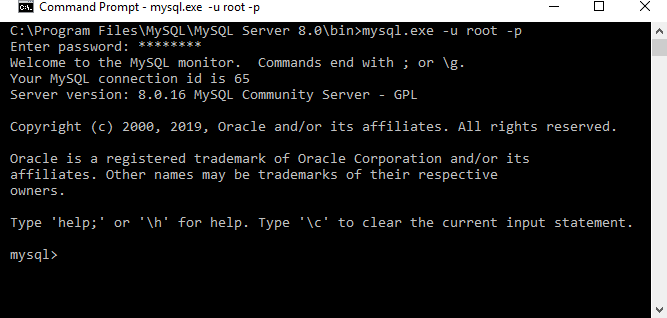 Command Prompt - mysql.exe -u root -p
C:\Program Files\MySQL\MySQL Server 8.0\bin>mysql.exe -u root -p
Enter password: ********
Welcome to the MySQL monitor.  Commands end with ; or \g.
Your MySQL connection id is 65
Server version: 8.0.16 MySQL Community Server - GPL
Copyright (c) 2000, 2019, Oracle and/or its affiliates. All rights reserved.
Oracle is a registered trademark of Oracle Corporation and/or its
affiliates. Other names may be trademarks of their respective
owners.
Type 'help;' or '\h' for help. Type '\c' to clear the current input statement.
mysql>